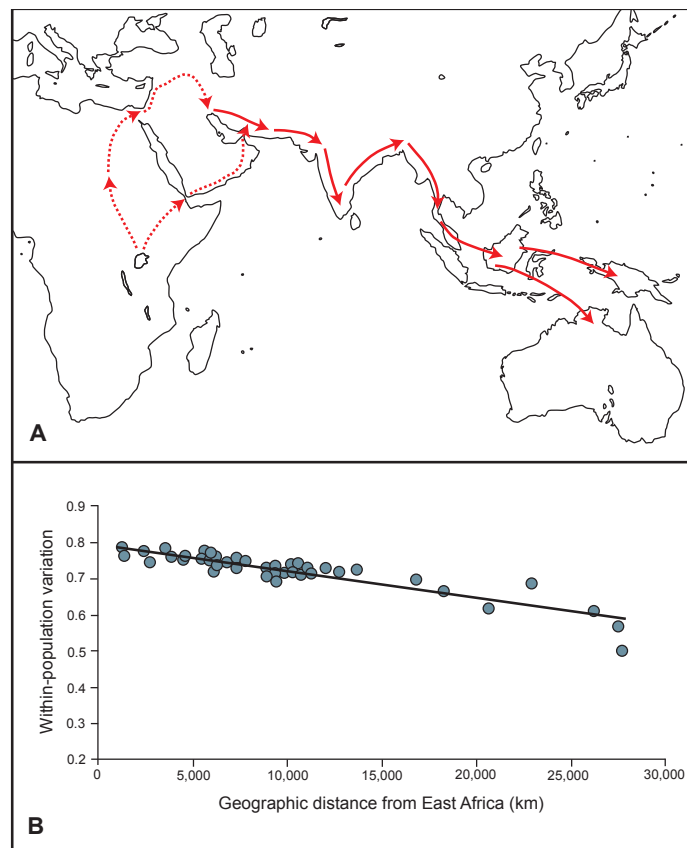 A
Within-population variation
0.9
0.8
0.7
0.6
0.5
0.4
0.3
0.2
0 5,000 10,000 15,000 20,000 25,000 30,000
Geographic distance from East Africa (km)
B